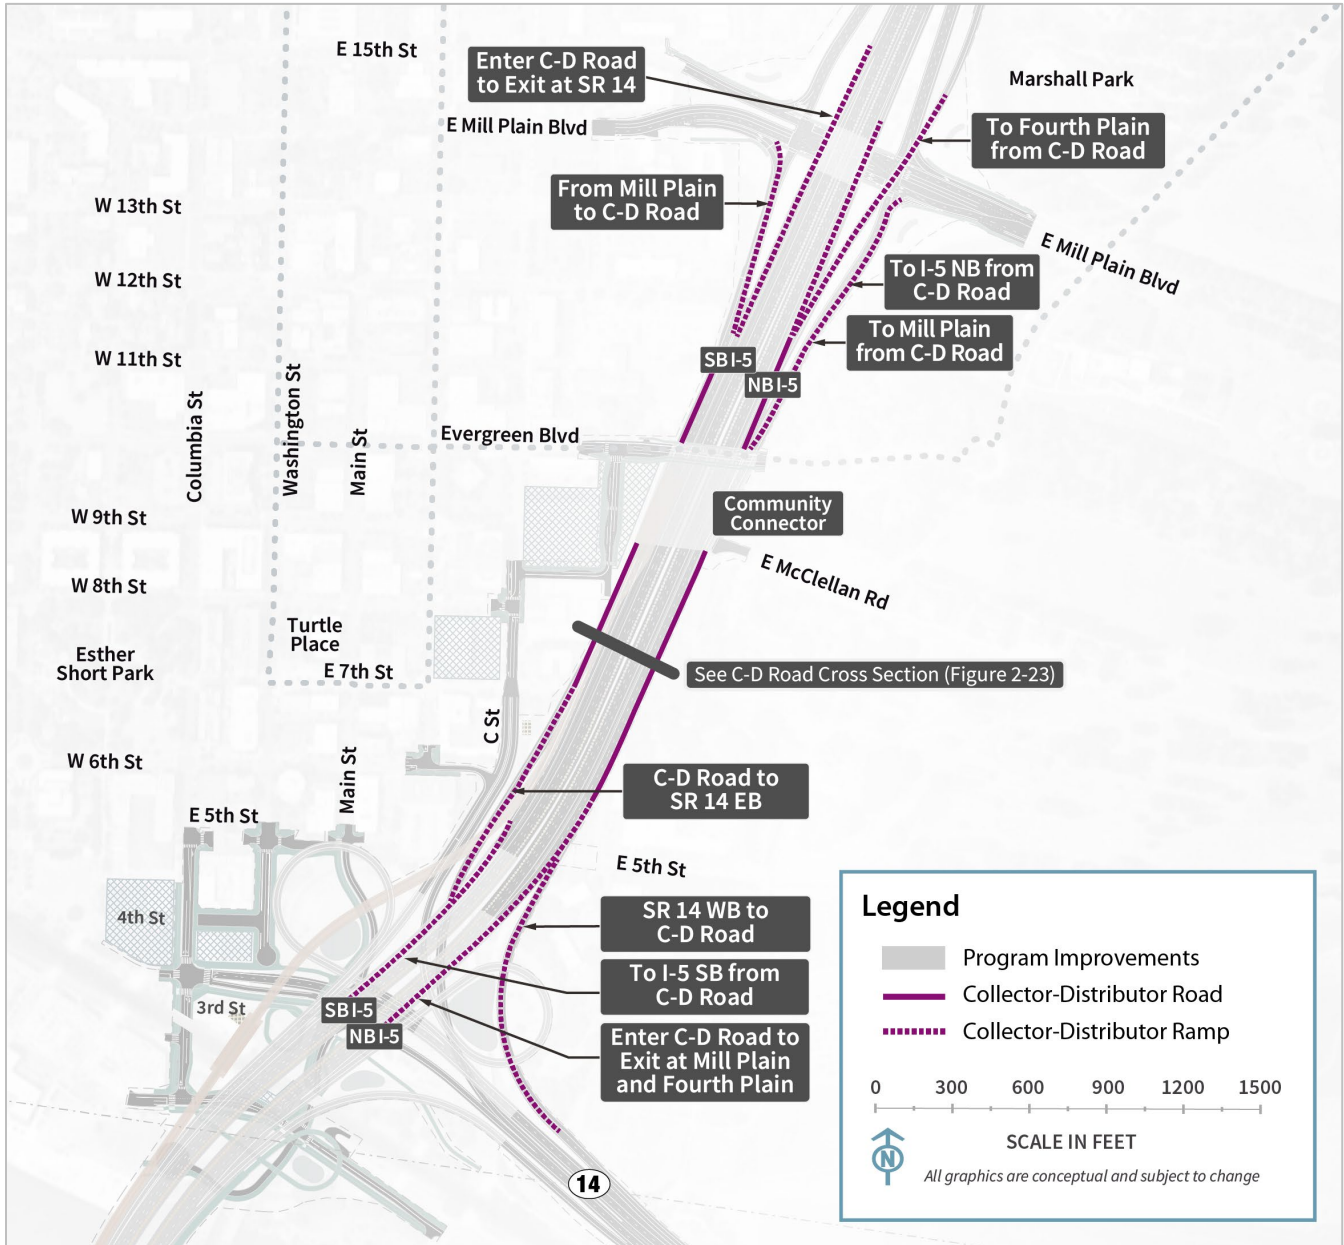 E 15th St
Enter C-D Road
to Exit at SR 14
Marshall Park
E Mill Plain Blvd
To Fourth Plain
from C-D Road
From Mill Plain
to C-D Road
W 13th St
E Mill Plain Blvd
W 12th St
To I-5 NB from
C-D Road
W 11th St
To Mill Plain
from C-D Road
SB I-5
NB I-5
Columbia St
Washington St
Main St
Evergreen Blvd
W 9th St
Community
Connector
W 8th St
E McClellan Rd
Turtle
Place
Esther
Short Park
E 7th St
See C-D Road Cross Section (Figure 2-23)
C St
W 6th St
Main St
C-D Road to
SR 14 EB
E 5th St
E 5th St
4th St
SR 14 WB to
C-D Road
To I-5 SB from
C-D Road
3rd St
SB I-5
NB I-5
Enter C-D Road to
Exit at Mill Plain
and Fourth Plain
14
Legend
Program Improvements
Collector-Distributor Road
Collector-Distributor Ramp
0 300 600 900 1200 1500
SCALE IN FEET
N
All graphics are conceptual and subject to change